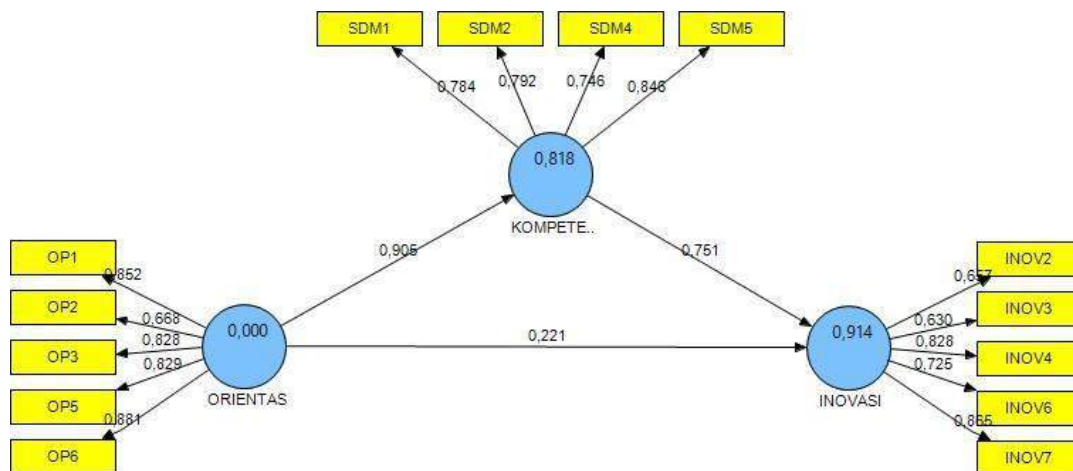 SDM1 SDM2 SDM4 SDM5
0,784 0,792 0,746 0,846
0,818
KOMPETE..
0,905 0,751
OP1
0,852
OP2
0,668
OP3
0,828
OP5
0,829
OP6
0,881
0,000
ORIENTAS
0,221
0,914
INOVASI
INOV2
0,657
INOV3
0,630
INOV4
0,828
INOV6
0,725
INOV7